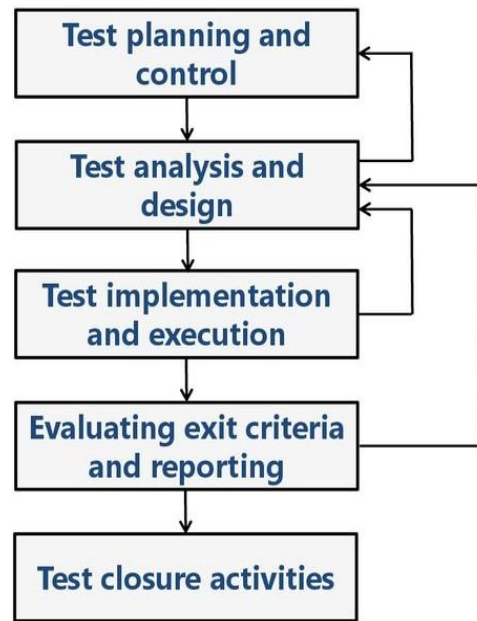 Test planning and
control
Test analysis and
design
Test implementation
and execution
Evaluating exit criteria
and reporting
Test closure activities